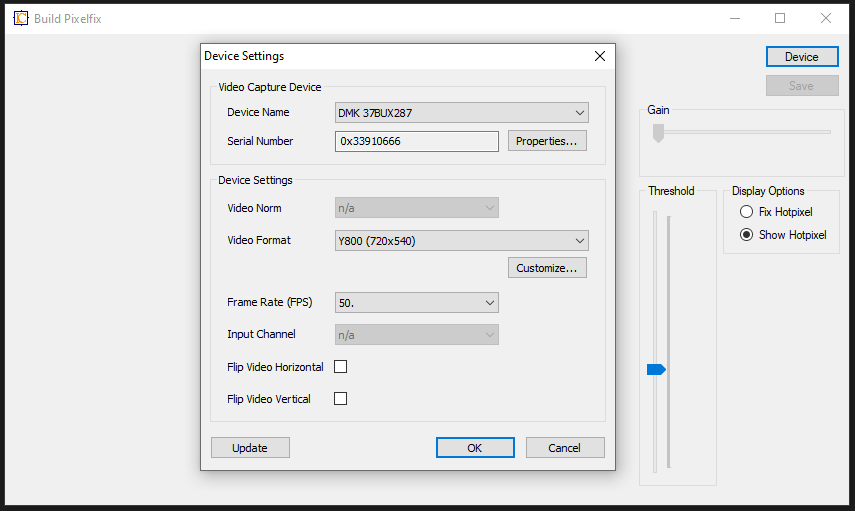 Build Pixelfix
Device Settings
Video Capture Device
Device Name
DMK 37BUX287
Serial Number
0x33910666
Properties...
Device Settings
Video Norm
n/a
Video Format
Y800 (720x540)
Customize...
Frame Rate (FPS)
50.
Input Channel
n/a
Flip Video Horizontal
Flip Video Vertical
Update
OK
Cancel
Device
Save
Gain
Threshold
Display Options
Fix Hotpixel
Show Hotpixel